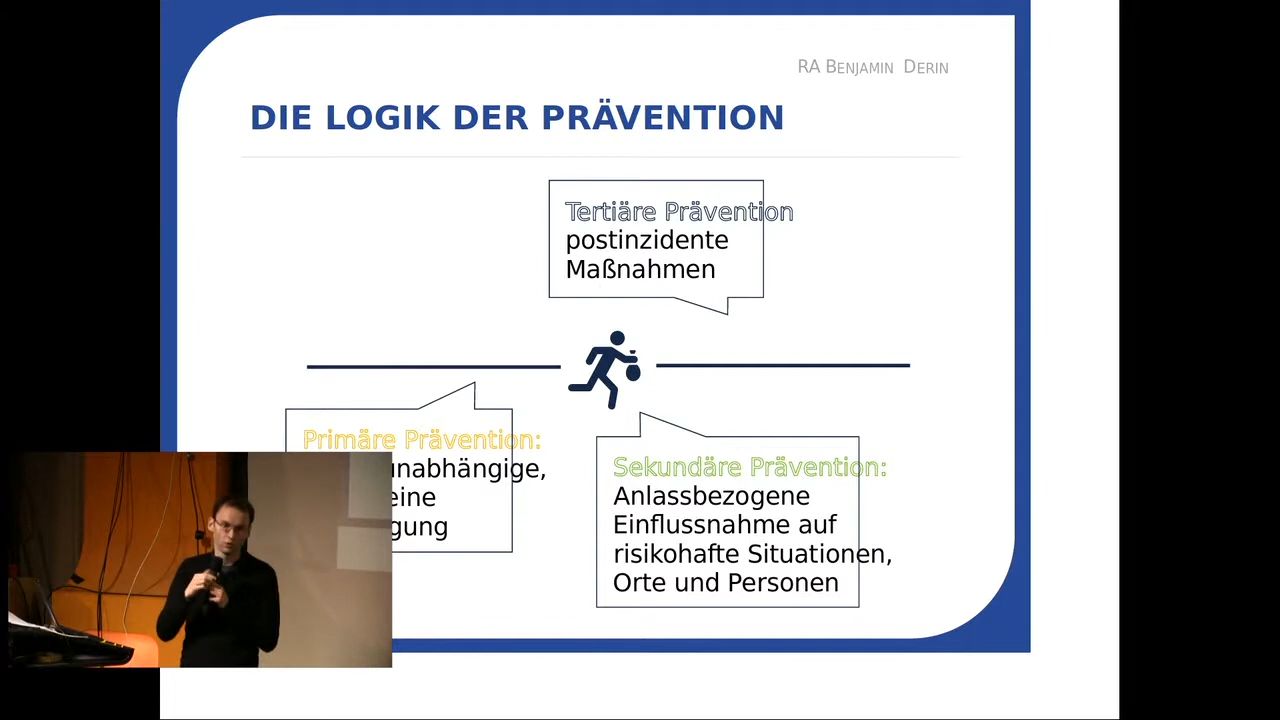 RA BENJAMIN DERIN
DIE LOGIK DER PRÄVENTION
Tertiäre Prävention
postinzidente
Maßnahmen
Primäre Prävention:
unabhängige,
eine
gung
Sekundäre Prävention:
Anlassbezogene
Einflussnahme auf
risikohafte Situationen,
Orte und Personen